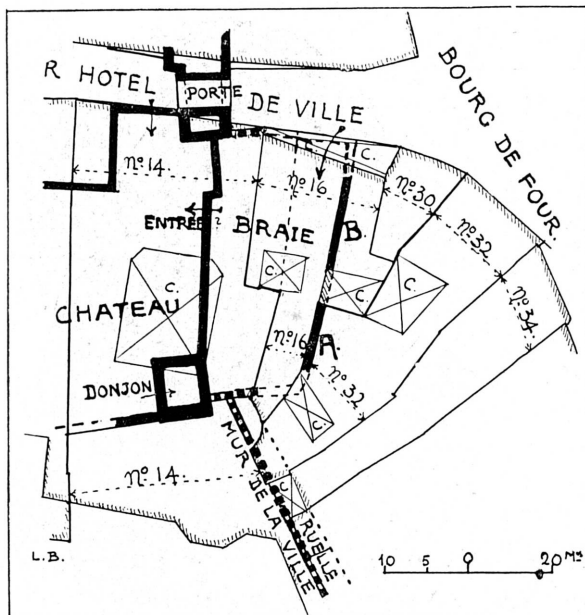 R HOTEL
PORTE
DE VILLE
BOURG DE FOUR.
nº 14.
nº 16
C.
nº 30
nº 32
nº 34
ENTRÉE?
BRAIE
B.
C.
C.
C.
C.
CHATEAU
nº 16
A.
DONJON
nº 32
C.
nº 14.
C.
MUR DE LA VILLE
RUELLE
L.B.
10 5 0 20 Ms